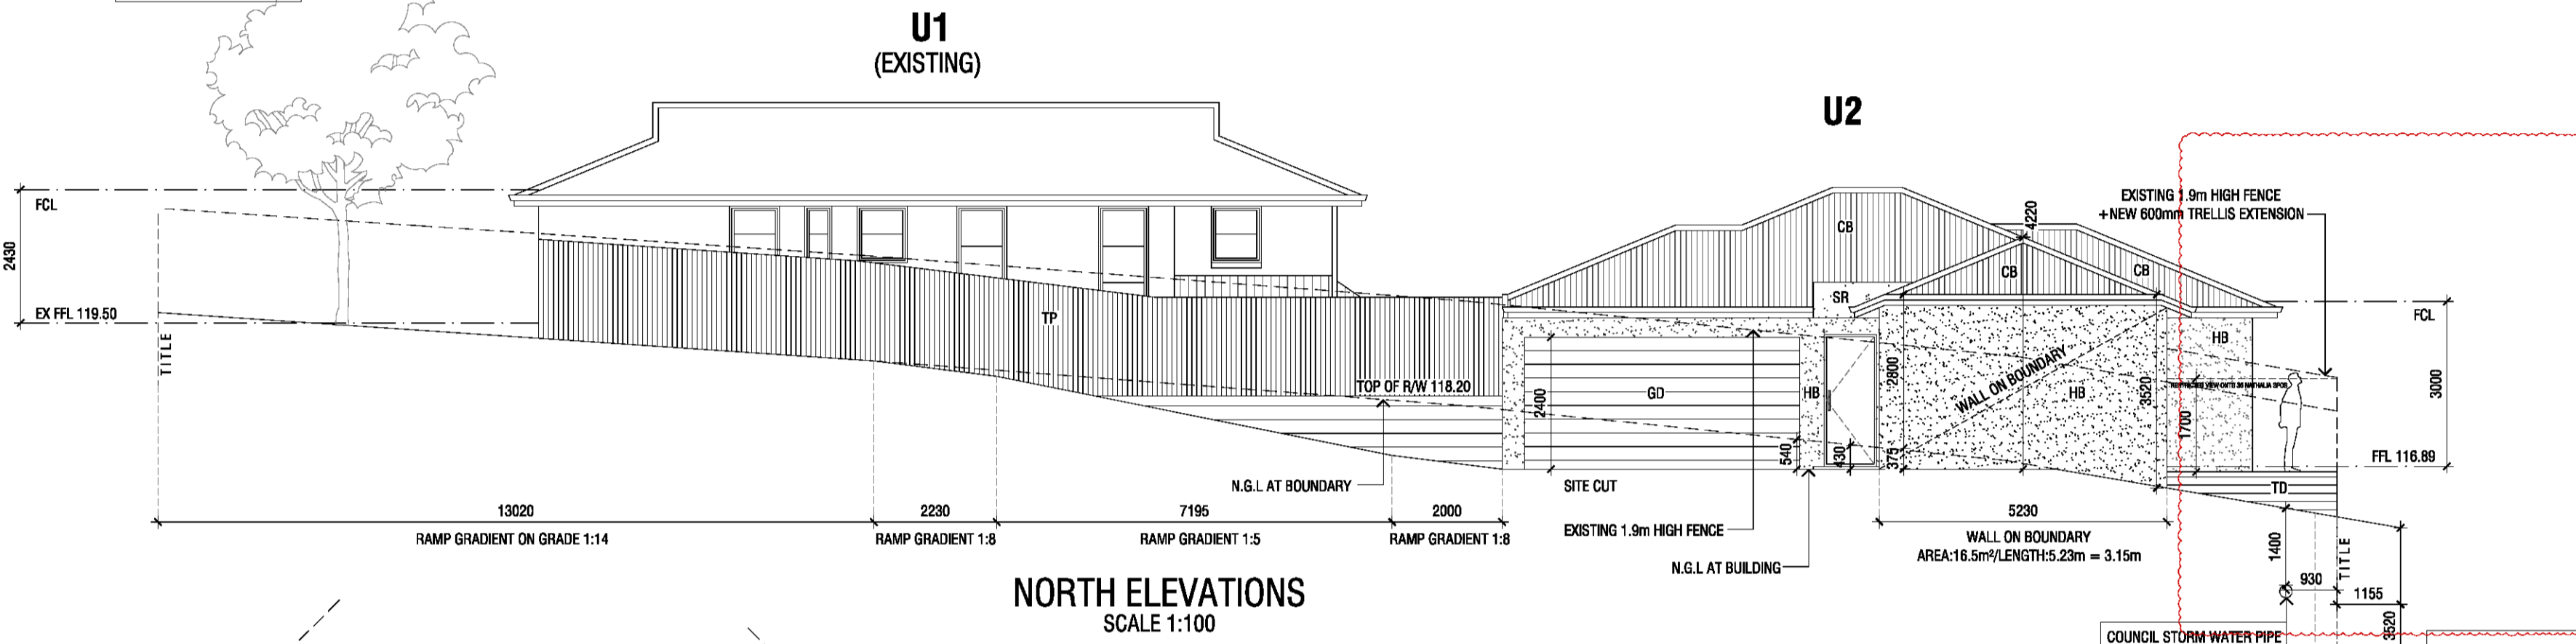 U1
(EXISTING)
U2
FCL
2430
EX FFL 119.50
TITLE
TP
TOP OF R/W 118.20
N.G.L AT BOUNDARY
13020
RAMP GRADIENT ON GRADE 1:14
2230
RAMP GRADIENT 1:8
7195
RAMP GRADIENT 1:5
2000
RAMP GRADIENT 1:8
NORTH ELEVATIONS
SCALE 1:100
CB
SR
CB
CB
4220
EXISTING 1.9m HIGH FENCE
+NEW 600mm TRELLIS EXTENSION
2400
GD
540
430
HB
375
2800
WALL ON BOUNDARY
HB
3520
1700
HB
FCL
3000
FFL 116.89
TD
SITE CUT
EXISTING 1.9m HIGH FENCE
N.G.L AT BUILDING
5230
WALL ON BOUNDARY
AREA:16.5m²/LENGTH:5.23m = 3.15m
1400
930
TITLE
1155
3520
COUNCIL STORM WATER PIPE